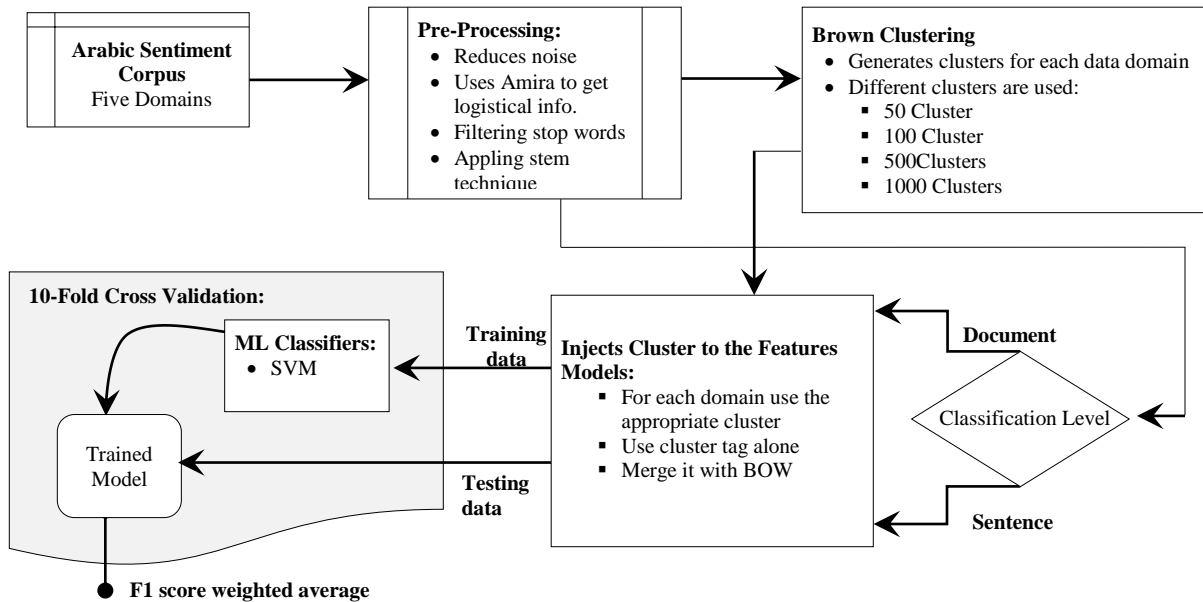 Arabic Sentiment
Corpus
Five Domains
Pre-Processing:
● Reduces noise
● Uses Amira to get
logistical info.
● Filtering stop words
● Appling stem
technique
Brown Clustering
● Generates clusters for each data domain
● Different clusters are used:
▪ 50 Cluster
▪ 100 Cluster
▪ 500Clusters
▪ 1000 Clusters
10-Fold Cross Validation:
ML Classifiers:
● SVM
Trained
Model
Training
data
Testing
data
Injects Cluster to the Features
Models:
▪ For each domain use the
appropriate cluster
▪ Use cluster tag alone
▪ Merge it with BOW
Document
Classification Level
Sentence
F1 score weighted average